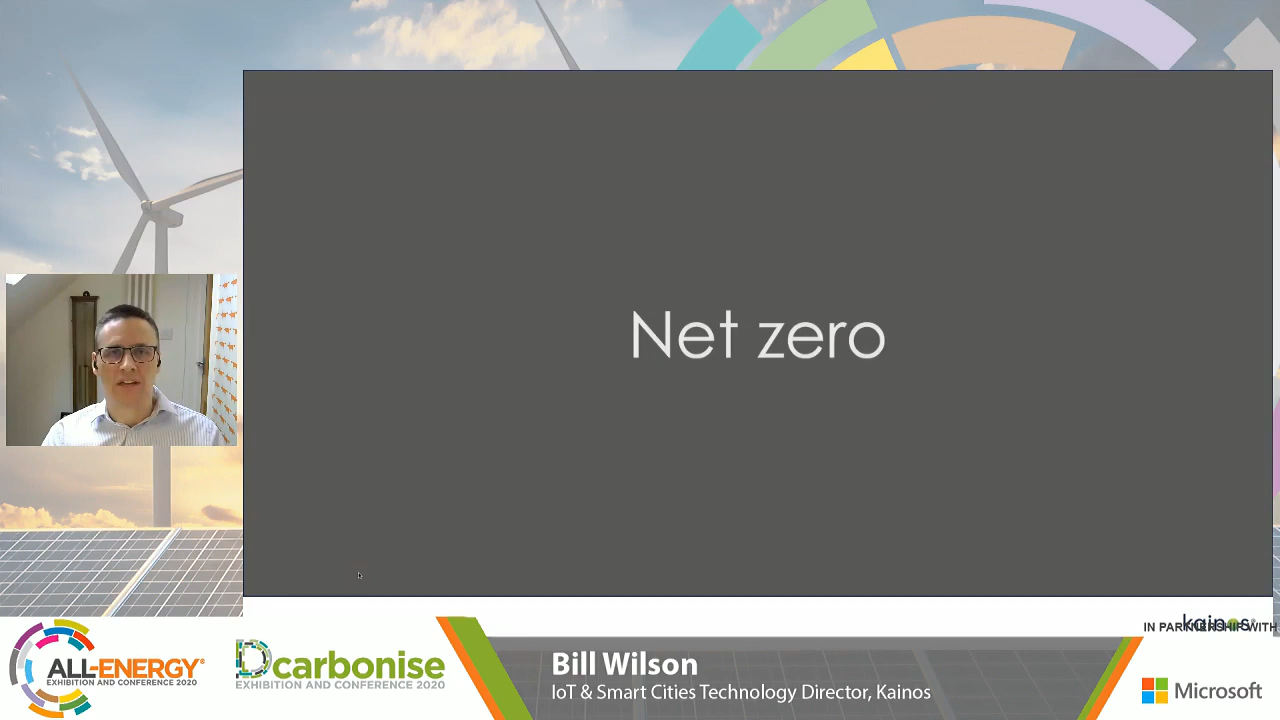 Net zero
kainos
IN PARTNERSHIP WITH
ALL-ENERGY®
EXHIBITION AND CONFERENCE 2020
Dcarbonise
EXHIBITION AND CONFERENCE 2020
Bill Wilson
IoT & Smart Cities Technology Director, Kainos
Microsoft